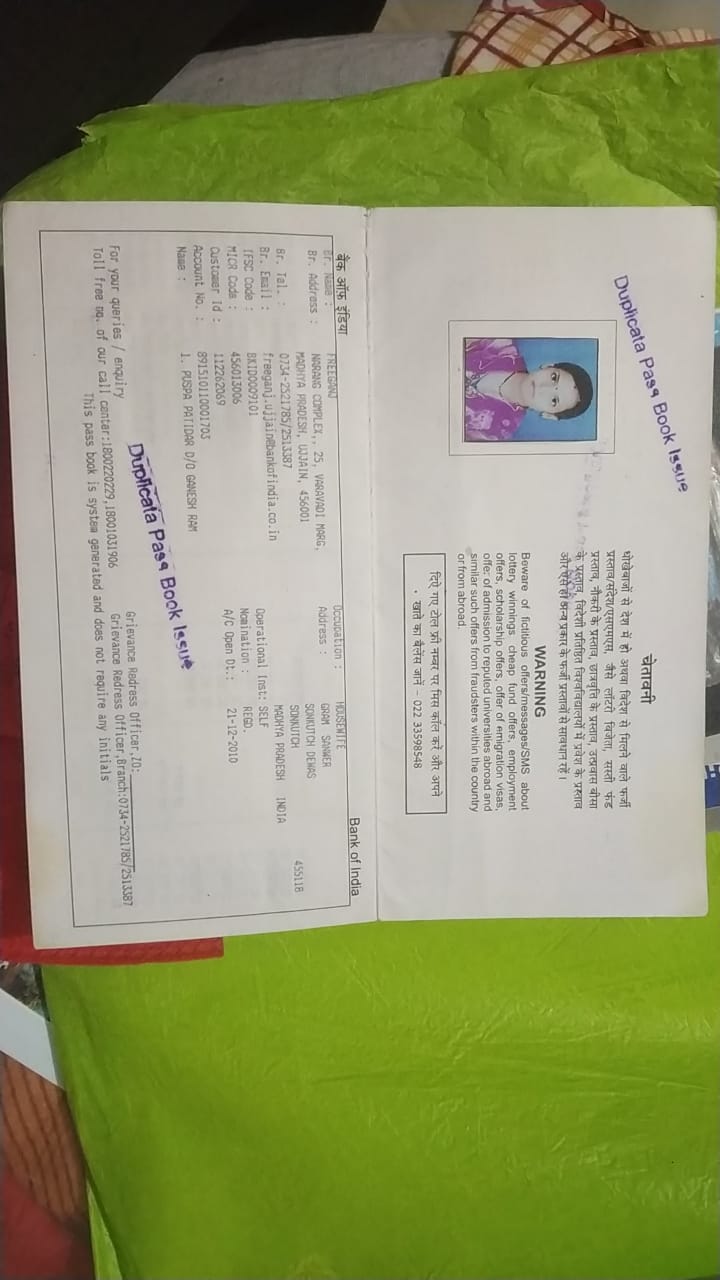 Duplicata Pass Book Issue
चेतावनी
धोखेबाजों से देश में ही अथवा विदेश से मिलने वाले फर्जी
प्रस्ताव/संदेश/एसएमएस, जैसे लॉटरी विजेता, सस्ती फंड
प्रस्ताव, नौकरी के प्रस्ताव, छात्रवृत्ति के प्रस्ताव, उत्प्रवास वीसा
के प्रस्ताव, विदेशी प्रतिष्ठित विश्वविद्यालयों में प्रवेश के प्रस्ताव
और ऐसे ही अन्य प्रकार के फर्जी प्रस्तावों से सावधान रहें।
WARNING
Beware of fictitious offers/messages/SMS about
lottery winnings cheap fund offers, employment
offers, scholarship offers, offer of emigration visas,
offer of admission to reputed universities abroad and
similar such offers from fraudsters within the country
or from abroad.
दिए गए टोल फ्री नम्बर पर मिस कॉल करें और अपने
• खाते का बैलेंस जानें – 022 33598548
बैंक ऑफ़ इंडिया
Bank of India
Br. Name : FREEGANJ
Occupation : HOUSEWIFE
Br. Address : NARANG COMPLEX,, 25, VARAVADI MARG,
MADHYA PRADESH, UJJAIN, 456001
Address : GRAM SANWER
SONKUTCH DEWAS
SONKUTCH 455118
MADHYA PRADESH INDIA
Br. Tal. : 0734-2521785/2513387
Br. Email : freeganj.ujjain@bankofindia.co.in
Operational Inst: SELF
IFSC Code : BKID0009101
Nomination : REGD.
MICR Code : 456013006
A/C Open Dt.: 21-12-2010
Customer Id : 112262069
Account No. : 891510110001703
Name : 1. PUSPA PATIDAR D/O GANESH RAM
Duplicata Pass Book Issue
For your queries / enquiry
Grievance Redress Officer,ZO:
Toll free no. of our call center:1800220229,18001031906
Grievance Redress Officer,Branch:0734-2521785/2513387
This pass book is system generated and does not require any initials